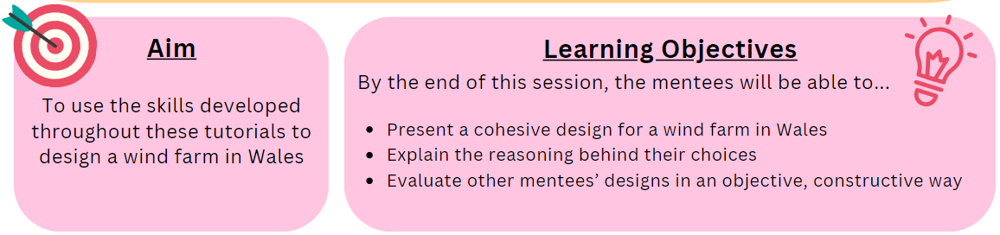 Aim
To use the skills developed
throughout these tutorials to
design a wind farm in Wales
Learning Objectives
By the end of this session, the mentees will be able to...
• Present a cohesive design for a wind farm in Wales
• Explain the reasoning behind their choices
• Evaluate other mentees’ designs in an objective, constructive way